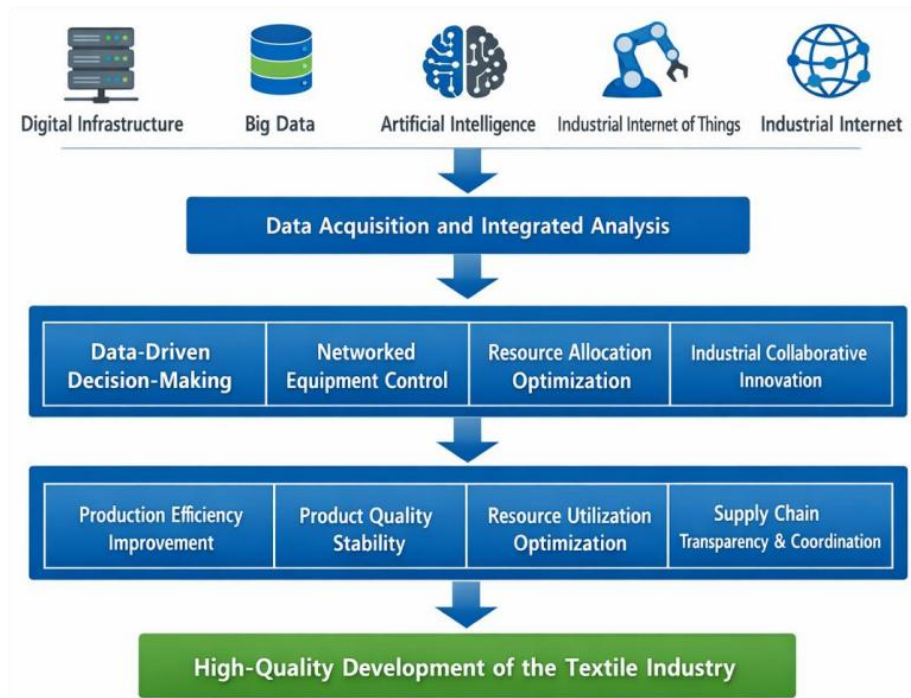 Digital Infrastructure
Big Data
Artificial Intelligence
Industrial Internet of Things
Industrial Internet
Data Acquisition and Integrated Analysis
Data-Driven
Decision-Making
Networked
Equipment Control
Resource Allocation
Optimization
Industrial Collaborative
Innovation
Production Efficiency
Improvement
Product Quality
Stability
Resource Utilization
Optimization
Supply Chain
Transparency & Coordination
High-Quality Development of the Textile Industry